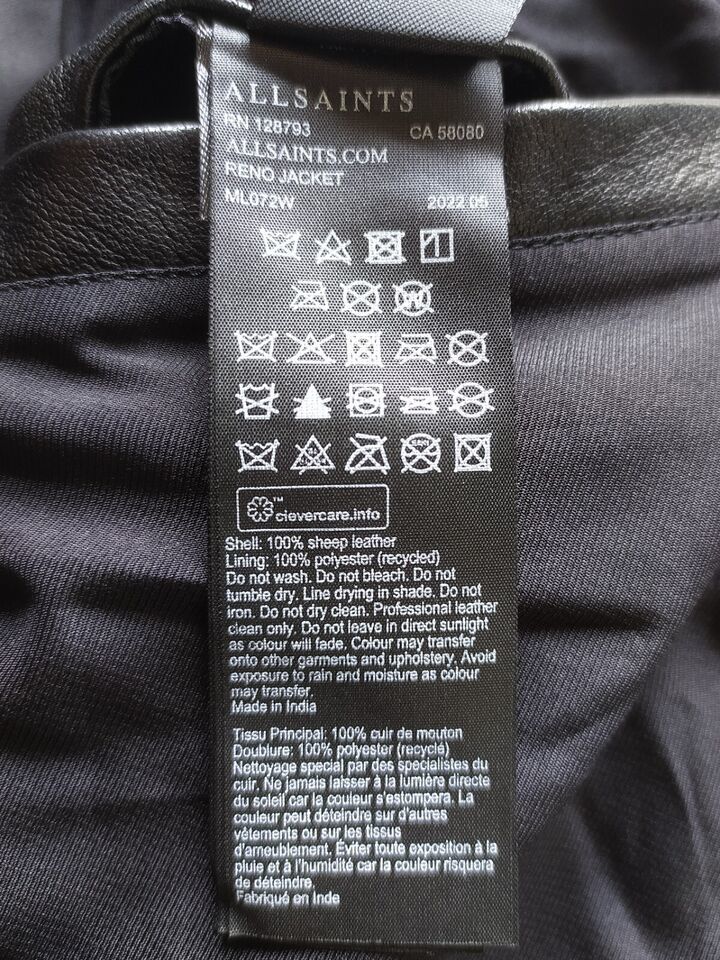 ALLSAINTS
RN 128793 CA 58080
ALLSAINTS.COM
RENO JACKET
ML072W 2022 05
W
™
clevercare.info
Shell: 100% sheep leather
Lining: 100% polyester (recycled)
Do not wash. Do not bleach. Do not
tumble dry. Line drying in shade. Do not
iron. Do not dry clean. Professional leather
clean only. Do not leave in direct sunlight
as colour will fade. Colour may transfer
onto other garments and upholstery. Avoid
exposure to rain and moisture as colour
may transfer.
Made in India
Tissu Principal: 100% cuir de mouton
Doublure: 100% polyester (recyclé)
Nettoyage special par des specialistes du
cuir. Ne jamais laisser à la lumière directe
du soleil car la couleur s'estompera. La
couleur peut déteindre sur d'autres
vêtements ou sur les tissus
d'ameublement. Éviter toute exposition à la
pluie et à l'humidité car la couleur risquera
de déteindre.
Fabriqué en Inde